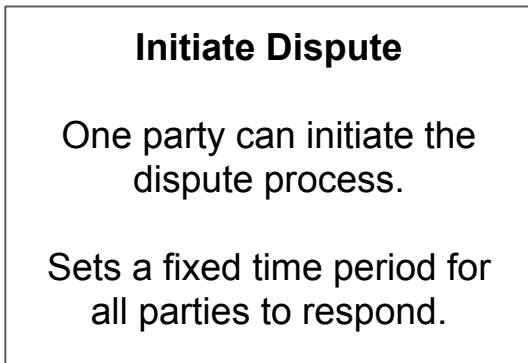 Initiate Dispute
One party can initiate the
dispute process.
Sets a fixed time period for
all parties to respond.